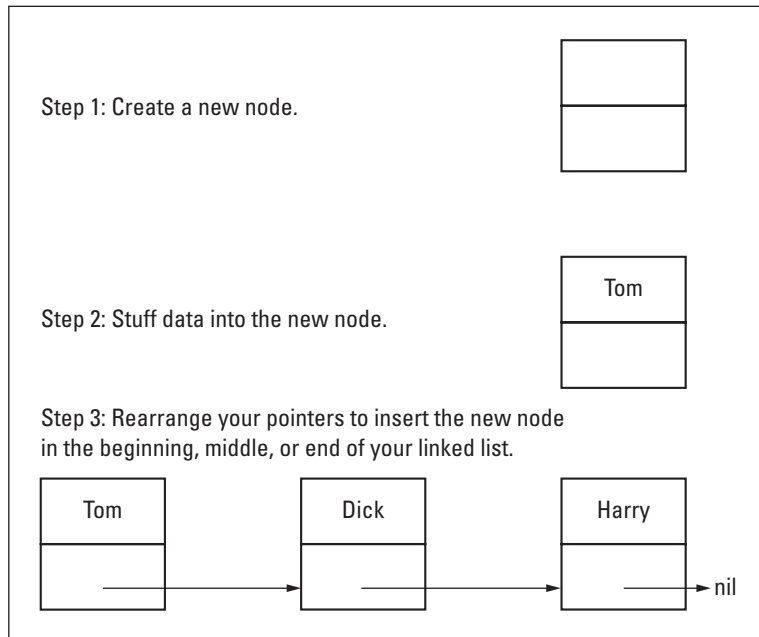 Step 1: Create a new node.
Tom
Step 2: Stuff data into the new node.
Step 3: Rearrange your pointers to insert the new node
in the beginning, middle, or end of your linked list.
Tom
Dick
Harry
nil